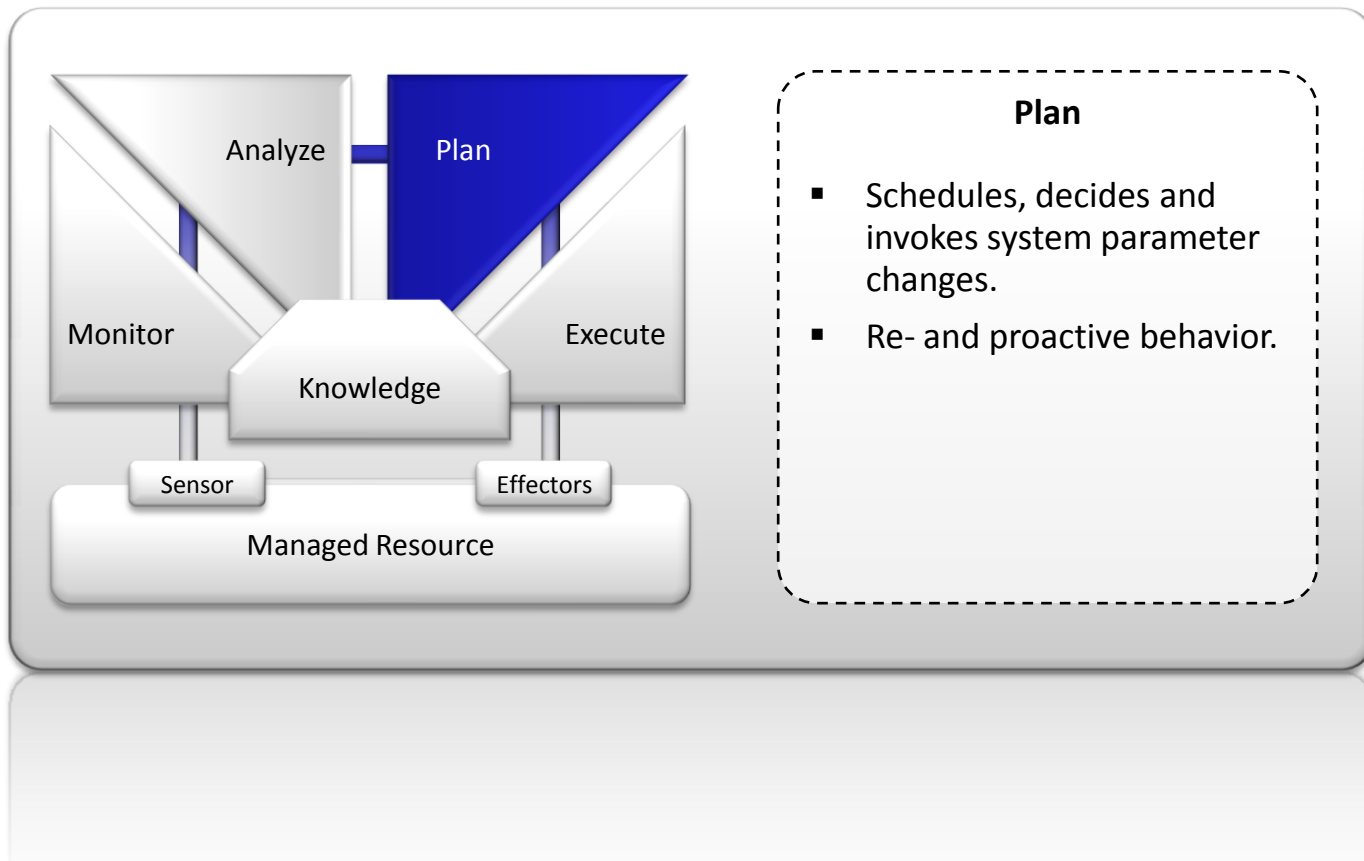 Analyze
Plan
Monitor
Execute
Knowledge
Sensor
Effectors
Managed Resource
Plan
▪ Schedules, decides and
invokes system parameter
changes.
▪ Re- and proactive behavior.